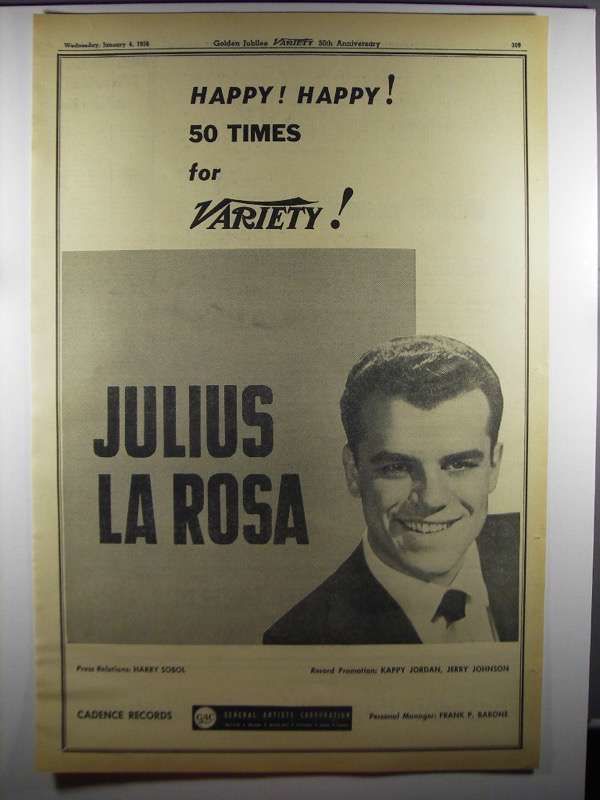 Wednesday, January 4, 1956 Golden Jubilee VARIETY 50th Anniversary 309
HAPPY! HAPPY!
50 TIMES
for
VARIETY!
JULIUS
LA ROSA
Press Relations: HARRY SOBOL Record Promotion: KAPPY JORDAN, JERRY JOHNSON
CADENCE RECORDS GAC GENERAL ARTISTS CORPORATION Personal Manager: FRANK P. BARONE